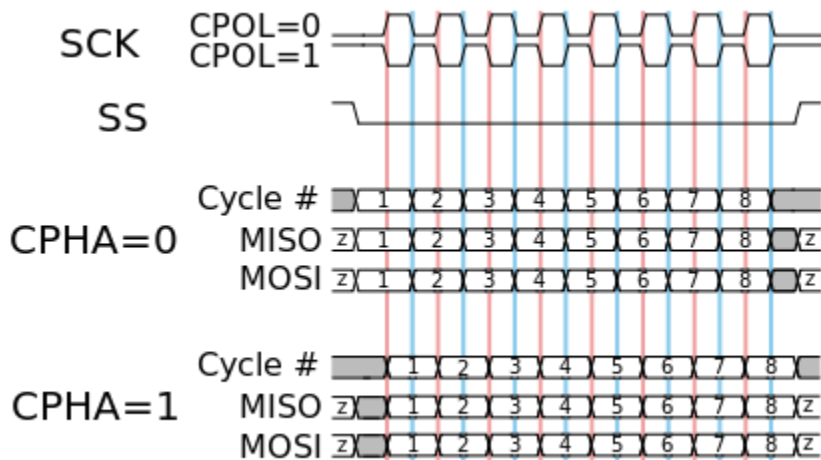 SCK
CPOL=0
CPOL=1
SS
CPHA=0
Cycle # 1 2 3 4 5 6 7 8
MISO z 1 2 3 4 5 6 7 8 z
MOSI z 1 2 3 4 5 6 7 8 z
CPHA=1
Cycle # 1 2 3 4 5 6 7 8
MISO z 1 2 3 4 5 6 7 8 z
MOSI z 1 2 3 4 5 6 7 8 z